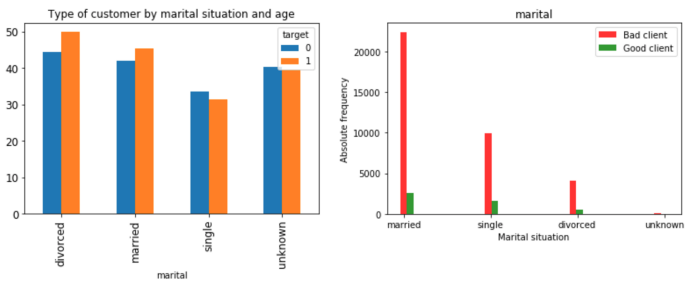 Type of customer by marital situation and age
target
0
1
50
40
30
20
10
0
divorced
married
single
unknown
marital
marital
Bad client
Good client
Absolute frequency
20000
15000
10000
5000
0
married single divorced unknown
Marital situation